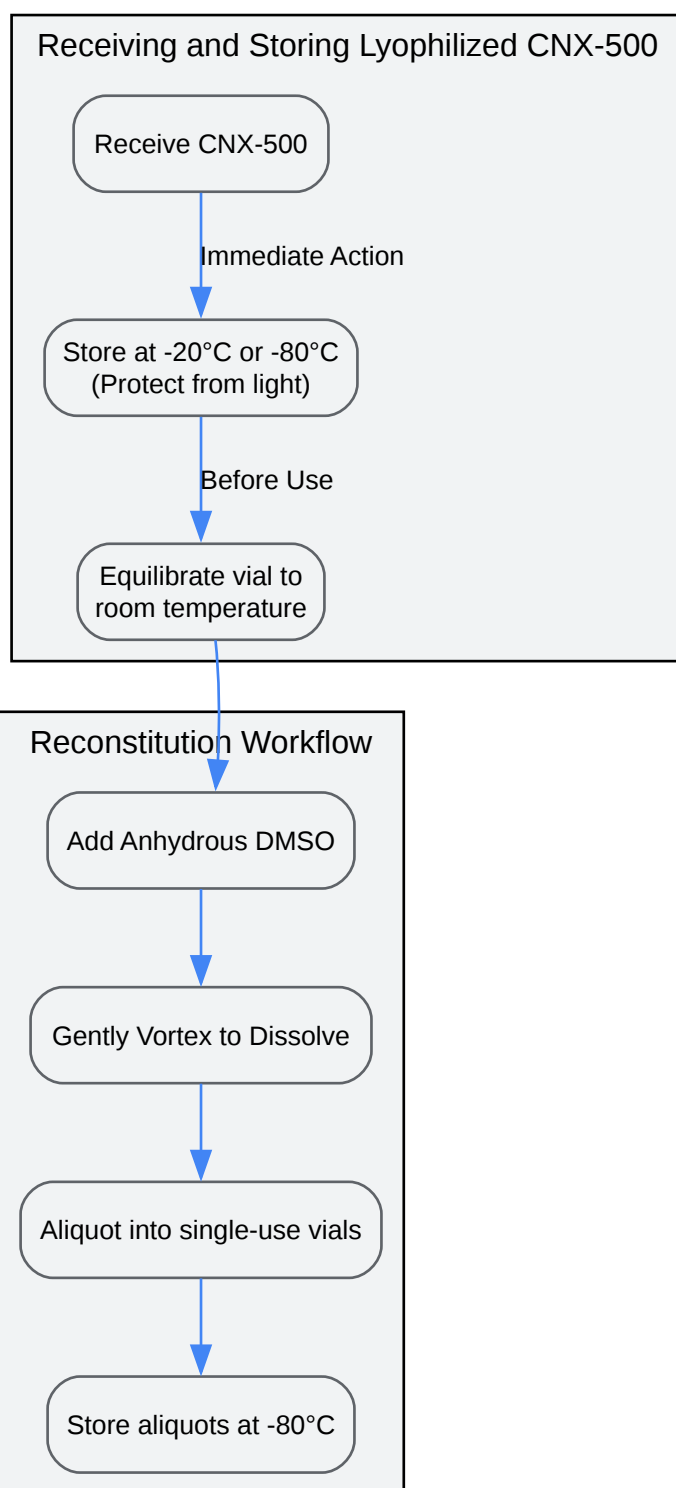 Receiving and Storing Lyophilized CNX-500
Receive CNX-500
Immediate Action
Store at -20°C or -80°C
(Protect from light)
Before Use
Equilibrate vial to
room temperature
Reconstitution Workflow
Add Anhydrous DMSO
Gently Vortex to Dissolve
Aliquot into single-use vials
Store aliquots at -80°C